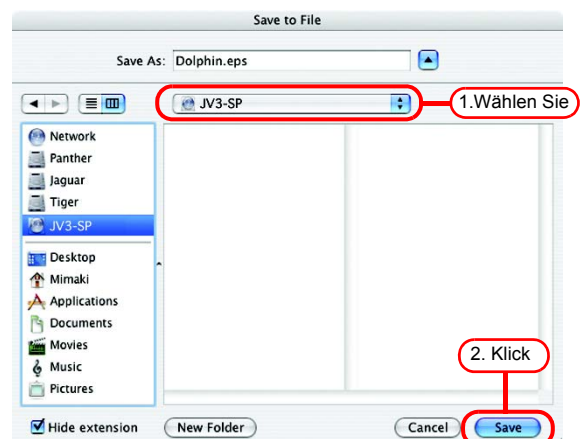 Save to File
Save As: Dolphin.eps
JV3-SP
1.Wählen Sie
Network
Panther
Jaguar
Tiger
JV3-SP
Desktop
Mimaki
Applications
Documents
Movies
Music
Pictures
2. Klick
Hide extension New Folder Cancel Save